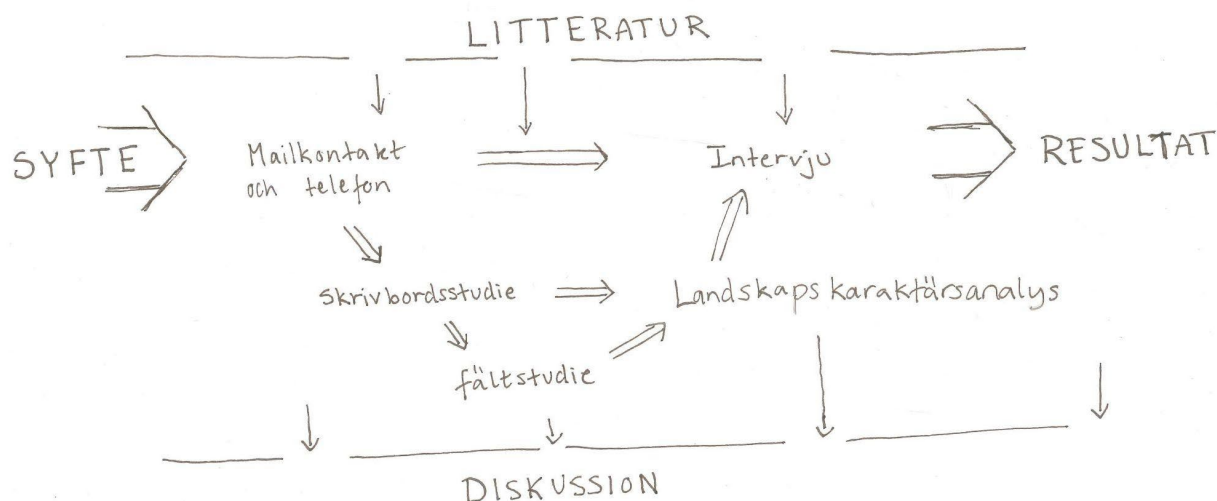 LITTERATUR
SYFTE
Mailkontakt
och telefon
Intervju
RESULTAT
Skrivbordsstudie
Landskaps karaktärsanalys
fältstudie
DISKUSSION